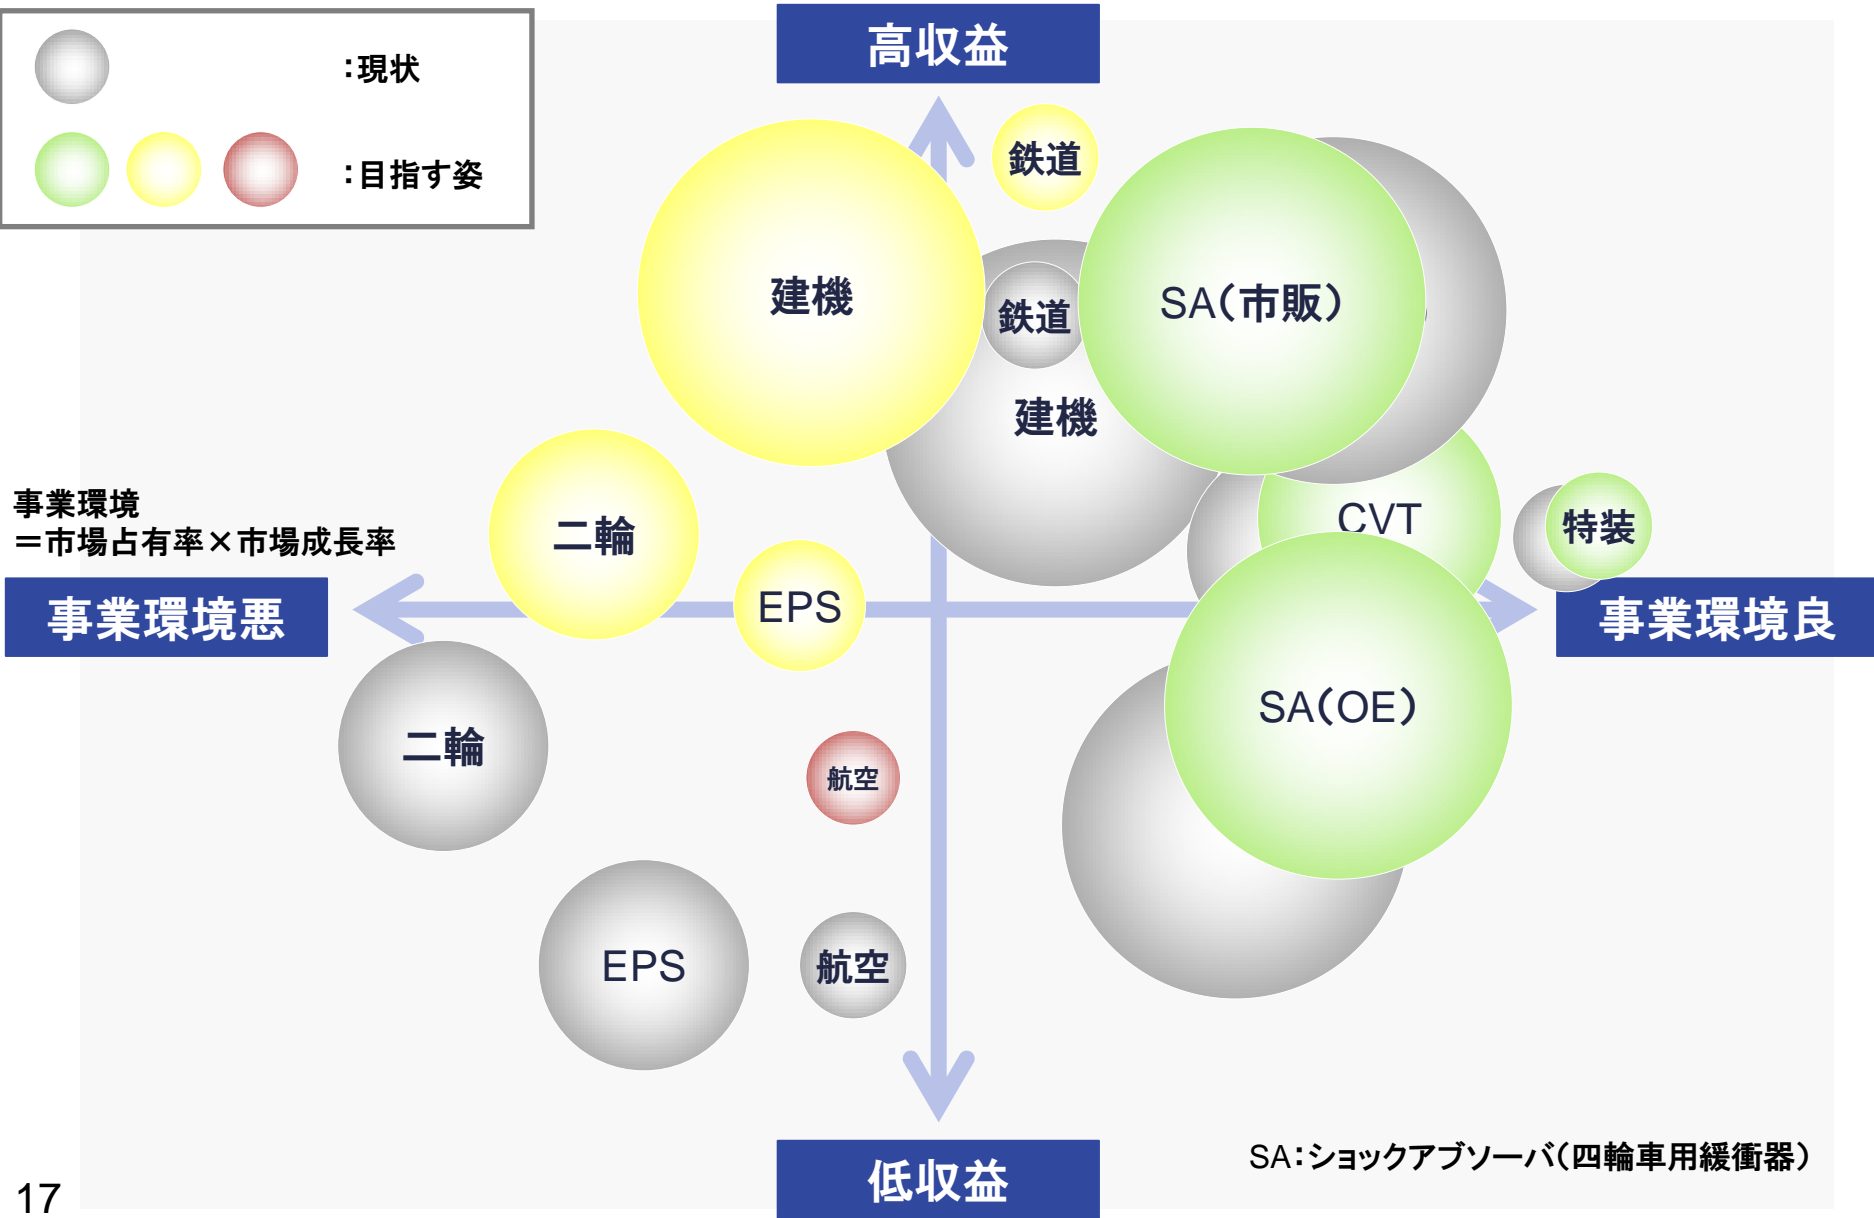 高収益
：現状
：目指す姿
鉄道
建機
鉄道
SA（市販）
建機
事業環境
＝市場占有率×市場成長率
二輪
CVT
特装
事業環境悪
EPS
事業環境良
SA（OE）
二輪
航空
EPS
航空
SA：ショックアブソーバ（四輪車用緩衝器）
低収益
17